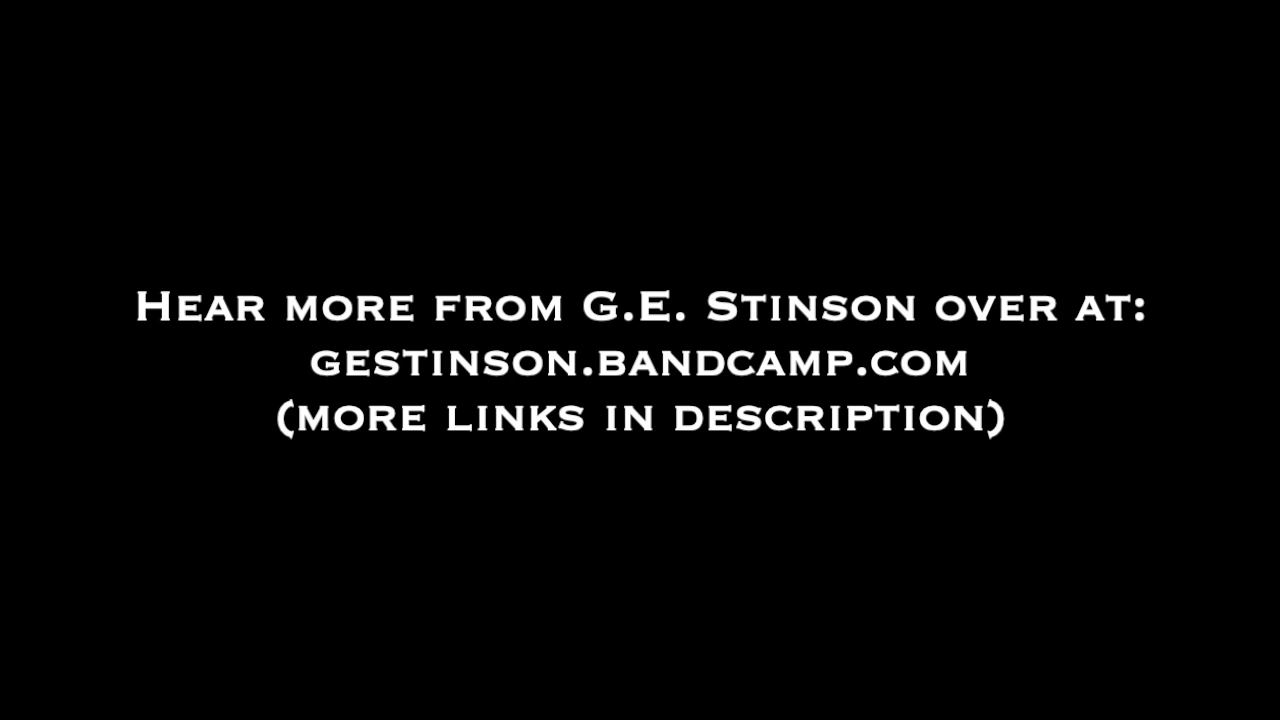 Hear more from G.E. Stinson over at:
gestinson.bandcamp.com
(more links in description)